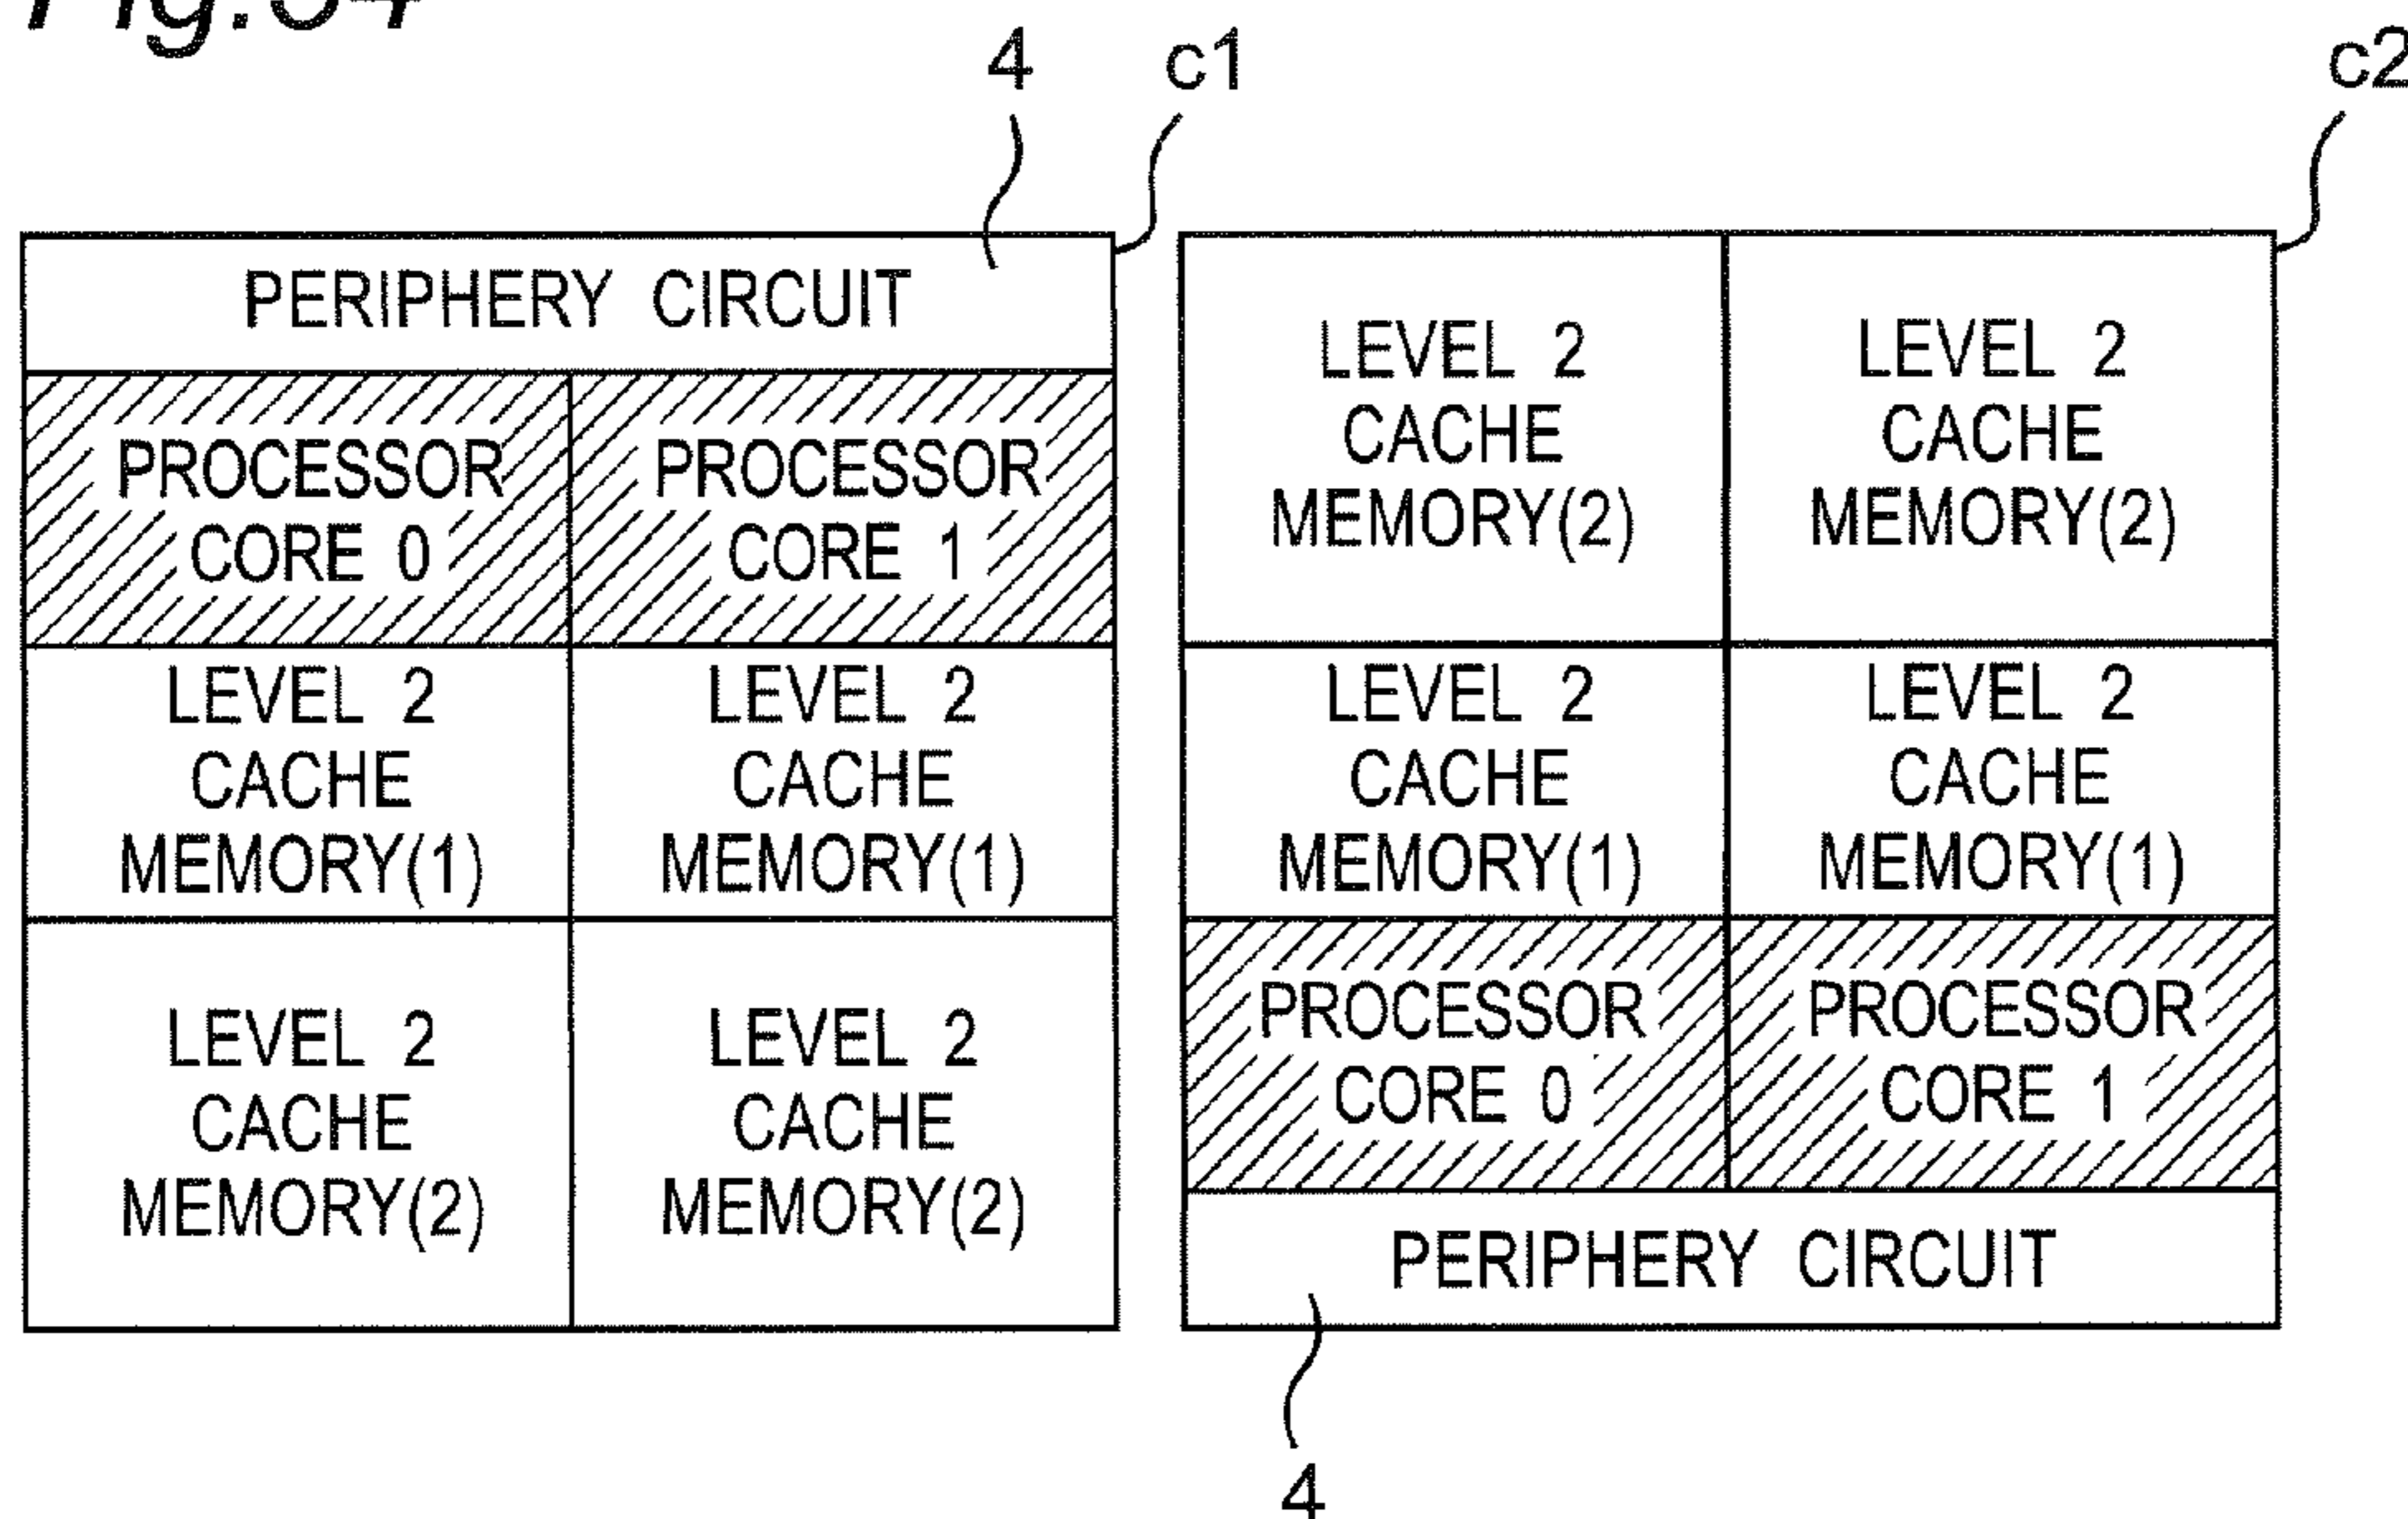 Fig.34
4
c1
c2
PERIPHERY CIRCUIT
PROCESSOR
CORE 0
PROCESSOR
CORE 1
LEVEL 2
CACHE
MEMORY(1)
LEVEL 2
CACHE
MEMORY(1)
LEVEL 2
CACHE
MEMORY(2)
LEVEL 2
CACHE
MEMORY(2)
LEVEL 2
CACHE
MEMORY(2)
LEVEL 2
CACHE
MEMORY(2)
LEVEL 2
CACHE
MEMORY(1)
LEVEL 2
CACHE
MEMORY(1)
PROCESSOR
CORE 0
PROCESSOR
CORE 1
PERIPHERY CIRCUIT
4